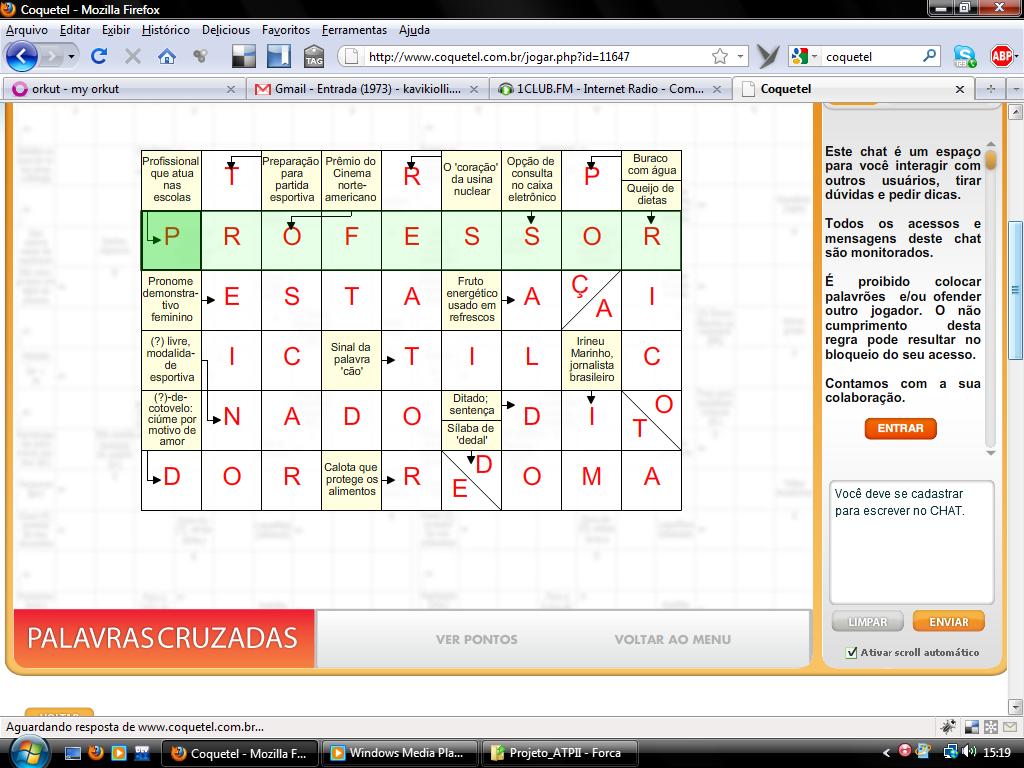 Coquetel - Mozilla Firefox
Arquivo Editar Exibir Histórico Delicious Favoritos Ferramentas Ajuda
TAG http://www.coquetel.com.br/jogar.php?id=11647 coquetel ABP
orkut - my orkut Gmail - Entrada (1973) - kavikiolli.... 1CLUB.FM - Internet Radio - Com... Coquetel
Profissional
que atua
nas
escolas
T
Preparação
para
partida
esportiva
Prêmio do
Cinema
norte-
americano
R
O 'coração'
da usina
nuclear
Opção de
consulta
no caixa
eletrônico
P
Buraco
com água
Queijo de
dietas
P R O F E S S O R
Pronome
demonstra-
tivo
feminino
E S T A
Fruto
energético
usado em
refrescos
A Ç A I
(?) livre,
modalida-
de
esportiva
I C
Sinal da
palavra
'cão'
T I L
Irineu
Marinho,
jornalista
brasileiro
C
(?)-de-
cotovelo:
ciúme por
motivo de
amor
N A D O
Ditado;
sentença
Sílaba de
'dedal'
D I T O
D O R
Calota que
protege os
alimentos
R E D O M A
Este chat é um espaço
para você interagir com
outros usuários, tirar
dúvidas e pedir dicas.
Todos os acessos e
mensagens deste chat
são monitorados.
É proibido colocar
palavrões e/ou ofender
outro jogador. O não
cumprimento desta
regra pode resultar no
bloqueio do seu acesso.
Contamos com a sua
colaboração.
ENTRAR
Você deve se cadastrar
para escrever no CHAT.
LIMPAR ENVIAR
Ativar scroll automático
PALAVRAS CRUZADAS VER PONTOS VOLTAR AO MENU
Aguardando resposta de www.coquetel.com.br...
Coquetel - Mozilla F... Windows Media Pla... Projeto_ATPII - Forca 15:19